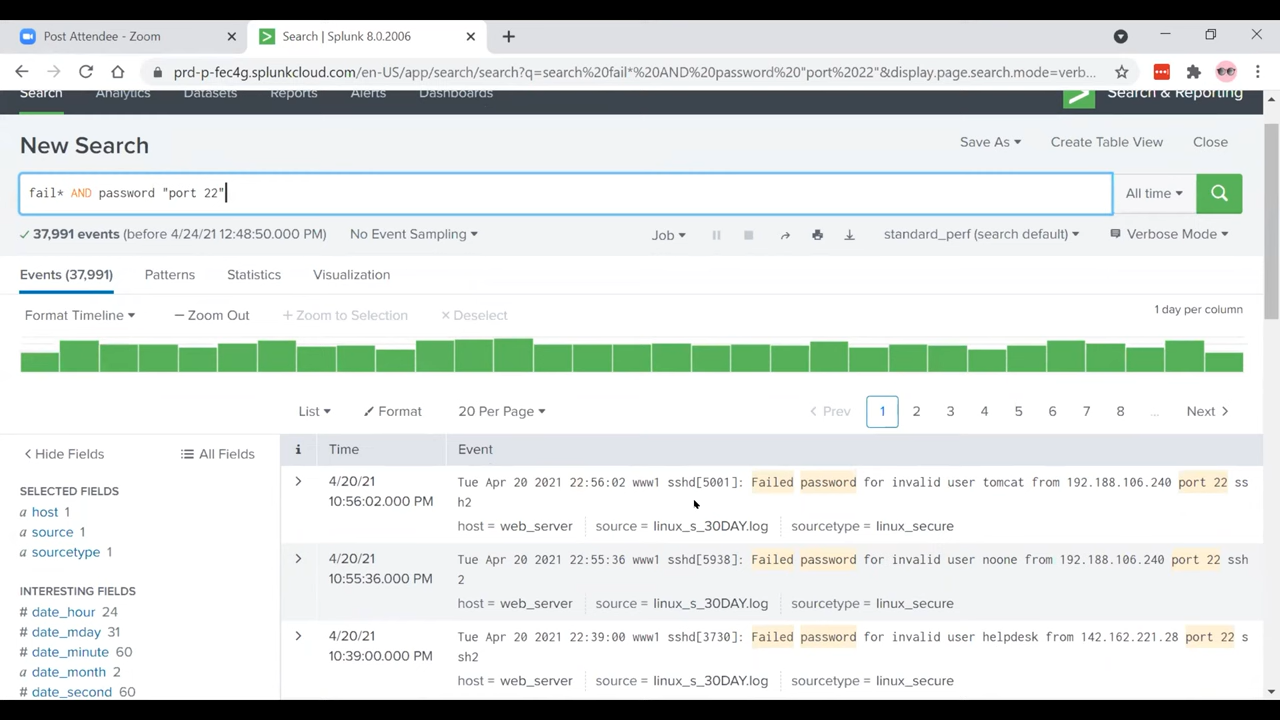 Post Attendee - Zoom
Search | Splunk 8.0.2006
prd-p-fec4g.splunkcloud.com/en-US/app/search/search?q=search%20fail*%20AND%20password%20"port%2022"&display.page.search.mode=verb...
Search Analytics Datasets Reports Alerts Dashboards Search & Reporting
New Search Save As Create Table View Close
fail* AND password "port 22" All time
37,991 events (before 4/24/21 12:48:50.000 PM) No Event Sampling Job standard_perf (search default) Verbose Mode
Events (37,991) Patterns Statistics Visualization
Format Timeline Zoom Out + Zoom to Selection × Deselect 1 day per column
List Format 20 Per Page Prev 1 2 3 4 5 6 7 8 ... Next
Hide Fields All Fields i Time Event
SELECTED FIELDS
a host 1
a source 1
a sourcetype 1
INTERESTING FIELDS
# date_hour 24
# date_mday 31
# date_minute 60
a date_month 2
# date_second 60
4/20/21
10:56:02.000 PM
Tue Apr 20 2021 22:56:02 www1 sshd[5001]: Failed password for invalid user tomcat from 192.188.106.240 port 22 ss
h2
host = web_server source = linux_s_30DAY.log sourcetype = linux_secure
4/20/21
10:55:36.000 PM
Tue Apr 20 2021 22:55:36 www1 sshd[5938]: Failed password for invalid user noone from 192.188.106.240 port 22 ssh
2
host = web_server source = linux_s_30DAY.log sourcetype = linux_secure
4/20/21
10:39:00.000 PM
Tue Apr 20 2021 22:39:00 www1 sshd[3730]: Failed password for invalid user helpdesk from 142.162.221.28 port 22 s
sh2
host = web_server source = linux_s_30DAY.log sourcetype = linux_secure